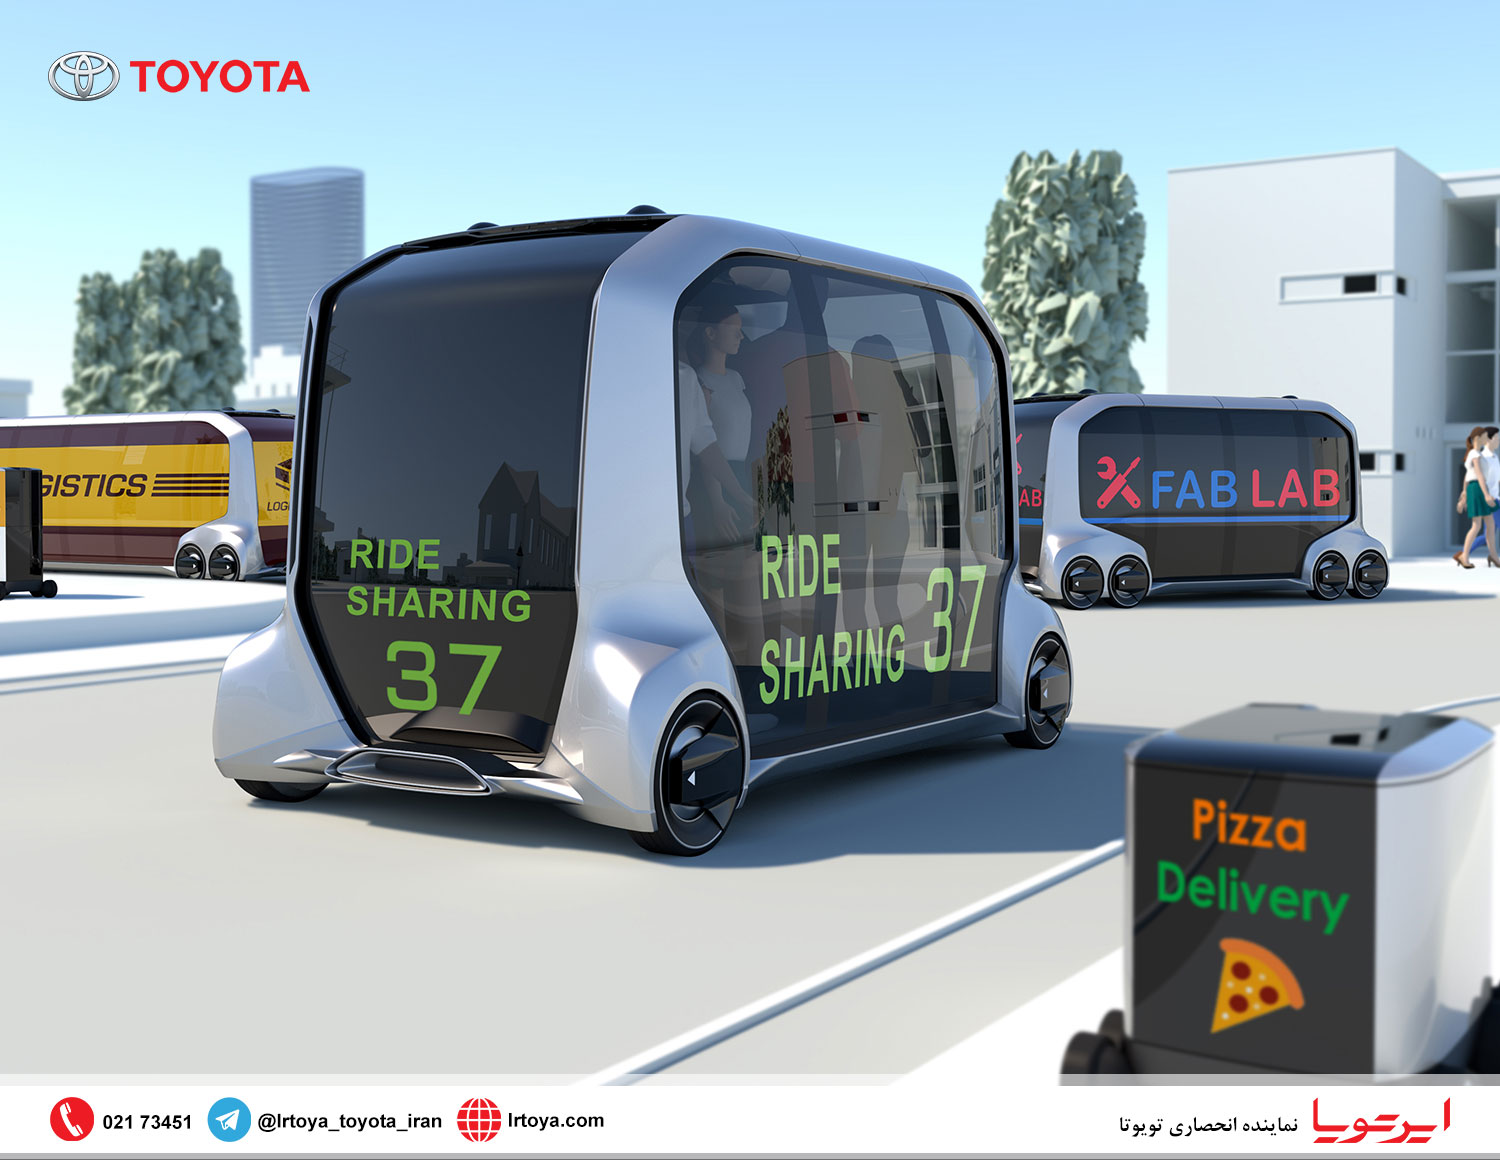 TOYOTA
GISTICS
LOGI
RIDE
SHARING
37
RIDE
SHARING 37
AB
FAB LAB
Pizza
Delivery
021 73451
@Irtoya_toyota_iran
Irtoya.com
نماینده انحصاری تویوتا
ایرتویا